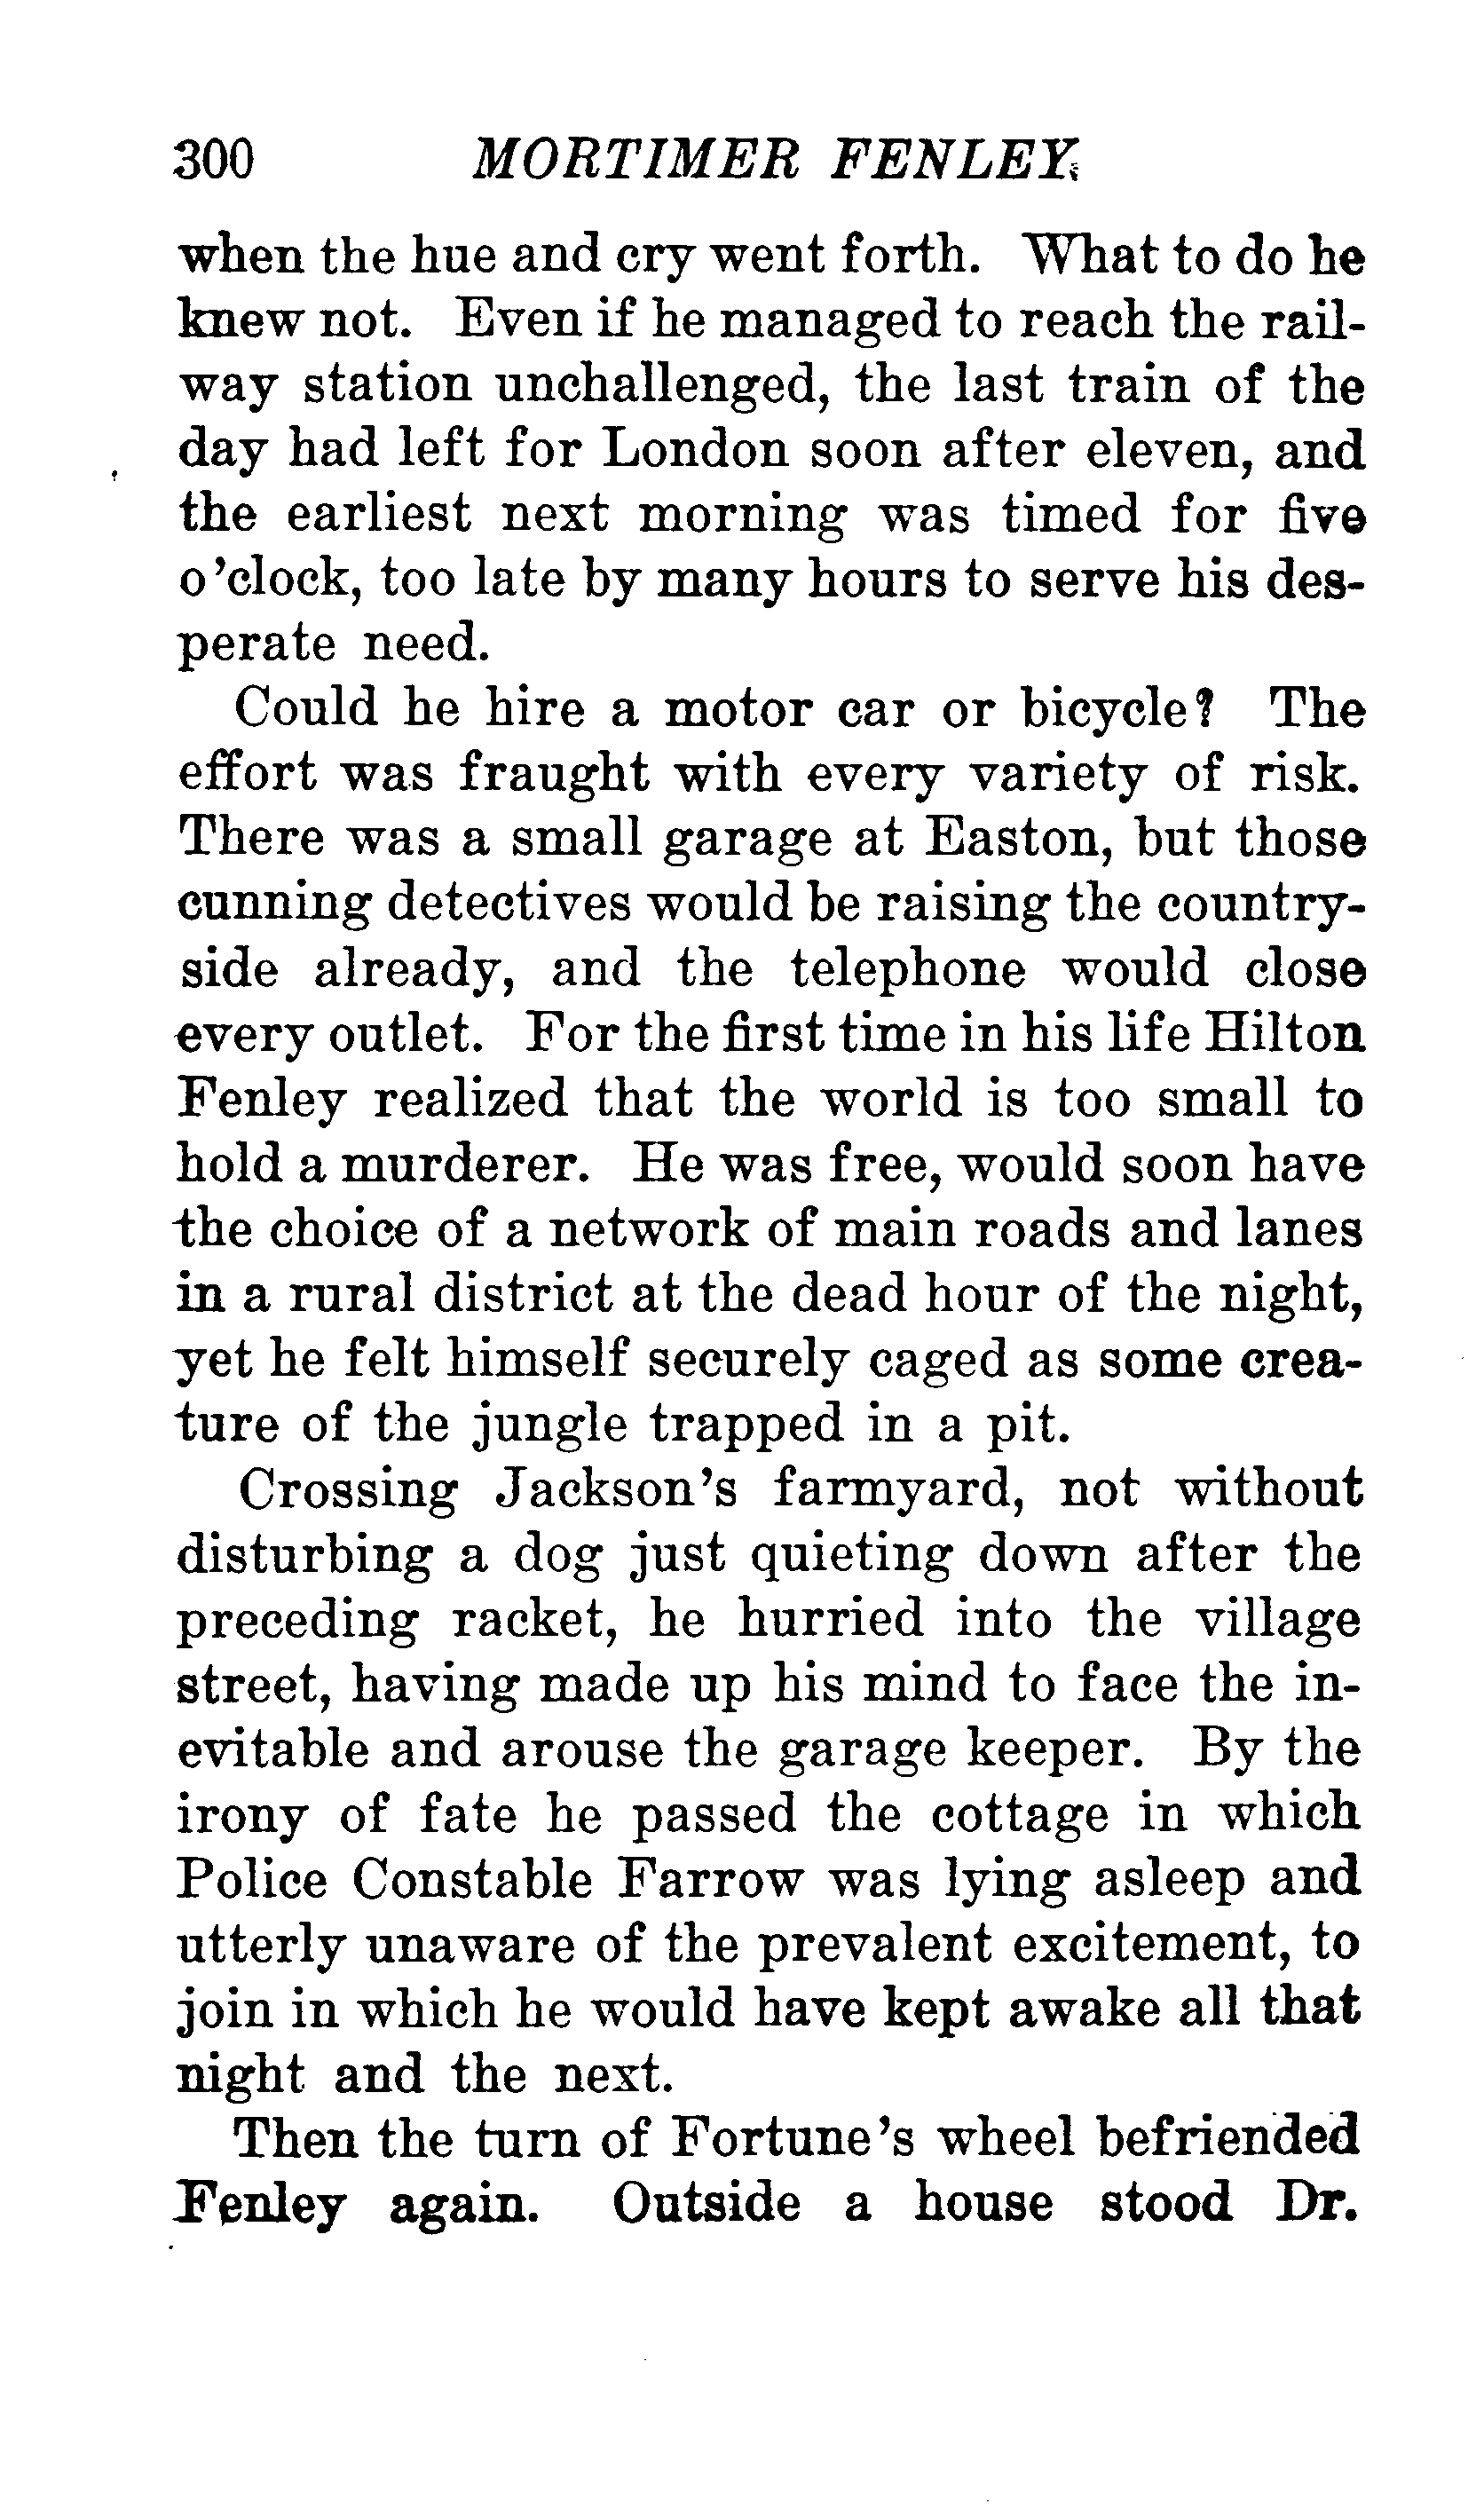 300 MORTIMER FENLEY
when the hue and cry went forth. What to do he
knew not. Even if he managed to reach the rail-
way station unchallenged, the last train of the
day had left for London soon after eleven, and
the earliest next morning was timed for five
o'clock, too late by many hours to serve his des-
perate need.
Could he hire a motor car or bicycle? The
effort was fraught with every variety of risk.
There was a small garage at Easton, but those
cunning detectives would be raising the country-
side already, and the telephone would close
every outlet. For the first time in his life Hilton
Fenley realized that the world is too small to
hold a murderer. He was free, would soon have
the choice of a network of main roads and lanes
in a rural district at the dead hour of the night,
yet he felt himself securely caged as some crea-
ture of the jungle trapped in a pit.
Crossing Jackson's farmyard, not without
disturbing a dog just quieting down after the
preceding racket, he hurried into the village
street, having made up his mind to face the in-
evitable and arouse the garage keeper. By the
irony of fate he passed the cottage in which
Police Constable Farrow was lying asleep and
utterly unaware of the prevalent excitement, to
join in which he would have kept awake all that
night and the next.
Then the turn of Fortune's wheel befriended
Fenley again. Outside a house stood Dr.